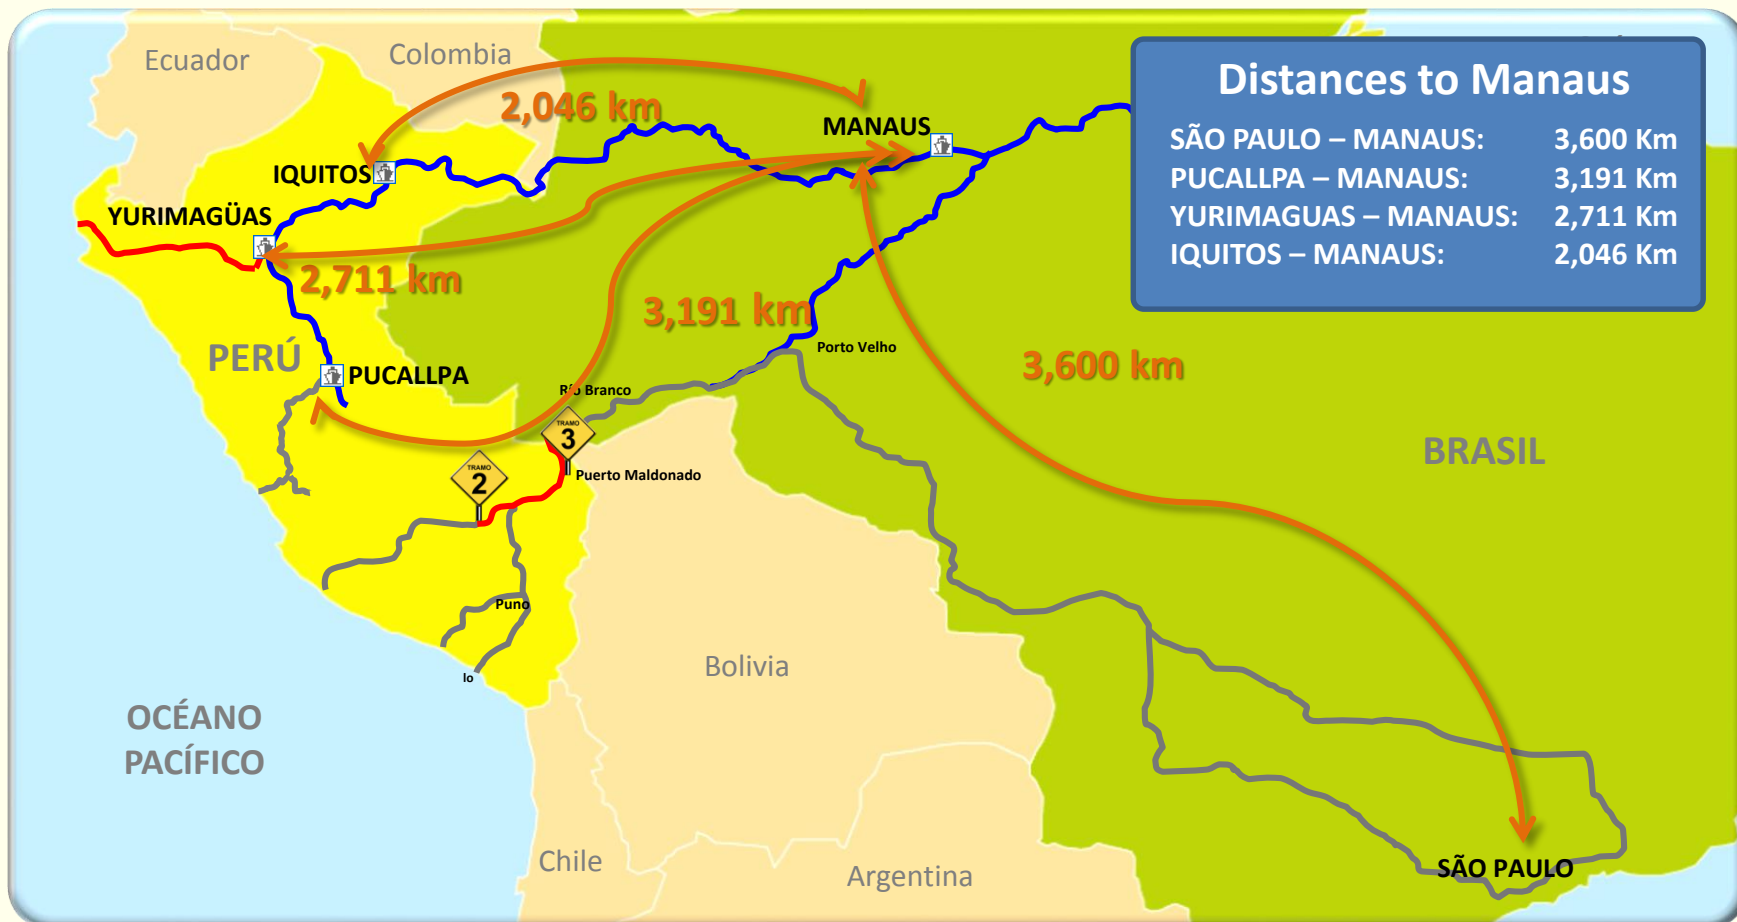 Ecuador
Colombia
Distances to Manaus
SÃO PAULO – MANAUS: 3,600 Km
PUCALLPA – MANAUS: 3,191 Km
YURIMAGUAS – MANAUS: 2,711 Km
IQUITOS – MANAUS: 2,046 Km
2,046 km
MANAUS
IQUITOS
YURIMAGÜAS
2,711 km
3,191 km
PERÚ
Porto Velho
3,600 km
PUCALLPA
Río Branco
TRAMO
3
BRASIL
TRAMO
2
Puerto Maldonado
Puno
Bolivia
lo
OCÉANO
PACÍFICO
Chile
Argentina
SÃO PAULO